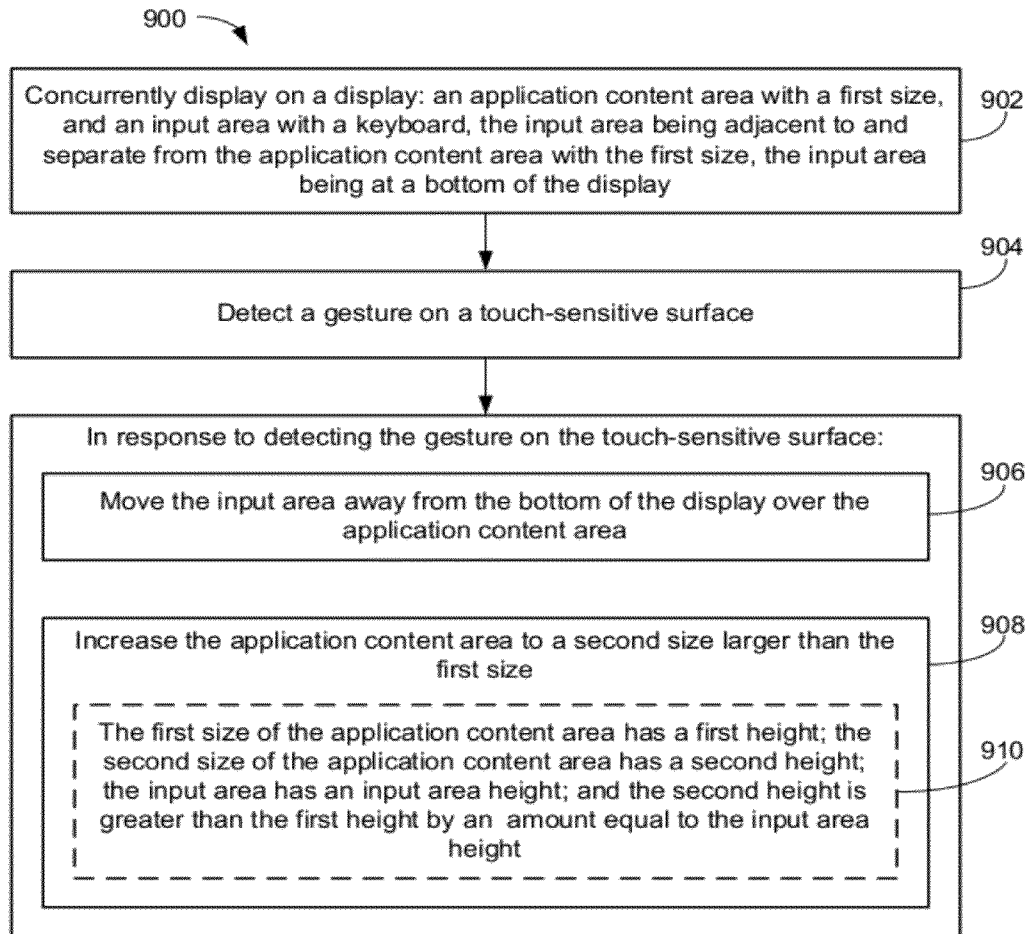 900
Concurrently display on a display: an application content area with a first size,
and an input area with a keyboard, the input area being adjacent to and
separate from the application content area with the first size, the input area
being at a bottom of the display
902
904
Detect a gesture on a touch-sensitive surface
In response to detecting the gesture on the touch-sensitive surface:
906
Move the input area away from the bottom of the display over the
application content area
908
Increase the application content area to a second size larger than the
first size
The first size of the application content area has a first height; the
second size of the application content area has a second height;
the input area has an input area height; and the second height is
greater than the first height by an amount equal to the input area
height
910